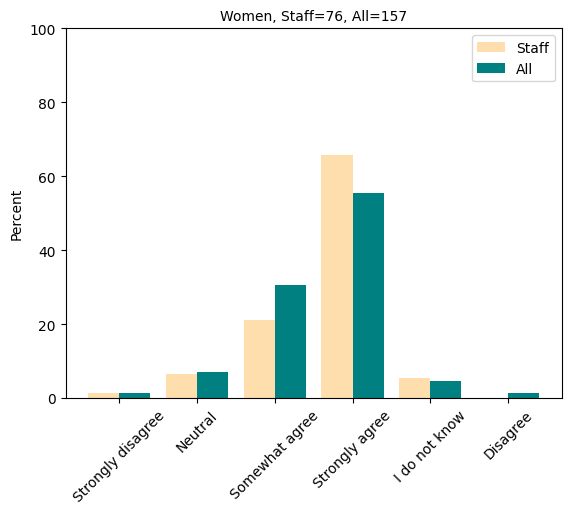 Women, Staff=76, All=157
100
80
60
40
20
0
Percent
Staff
All
Strongly disagree
Neutral
Somewhat agree
Strongly agree
I do not know
Disagree